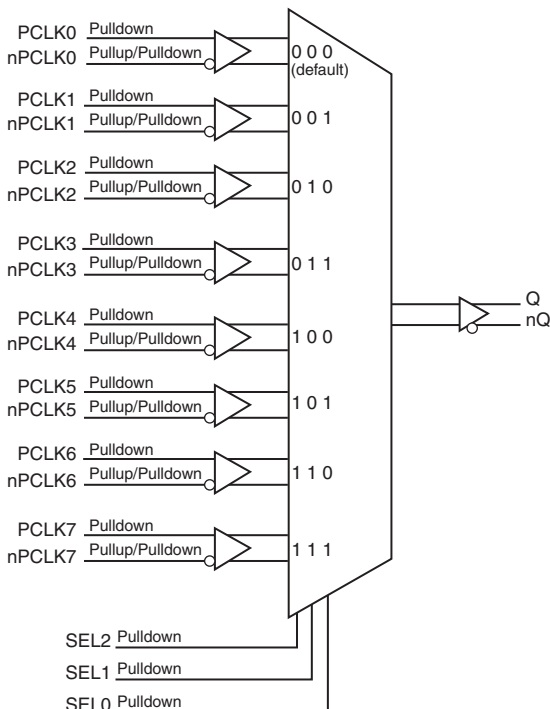 PCLK0 Pulldown
nPCLK0 Pullup/Pulldown
0 0 0
(default)
PCLK1 Pulldown
nPCLK1 Pullup/Pulldown
0 0 1
PCLK2 Pulldown
nPCLK2 Pullup/Pulldown
0 1 0
PCLK3 Pulldown
nPCLK3 Pullup/Pulldown
0 1 1
Q
nQ
PCLK4 Pulldown
nPCLK4 Pullup/Pulldown
1 0 0
PCLK5 Pulldown
nPCLK5 Pullup/Pulldown
1 0 1
PCLK6 Pulldown
nPCLK6 Pullup/Pulldown
1 1 0
PCLK7 Pulldown
nPCLK7 Pullup/Pulldown
1 1 1
SEL2 Pulldown
SEL1 Pulldown
SEL0 Pulldown